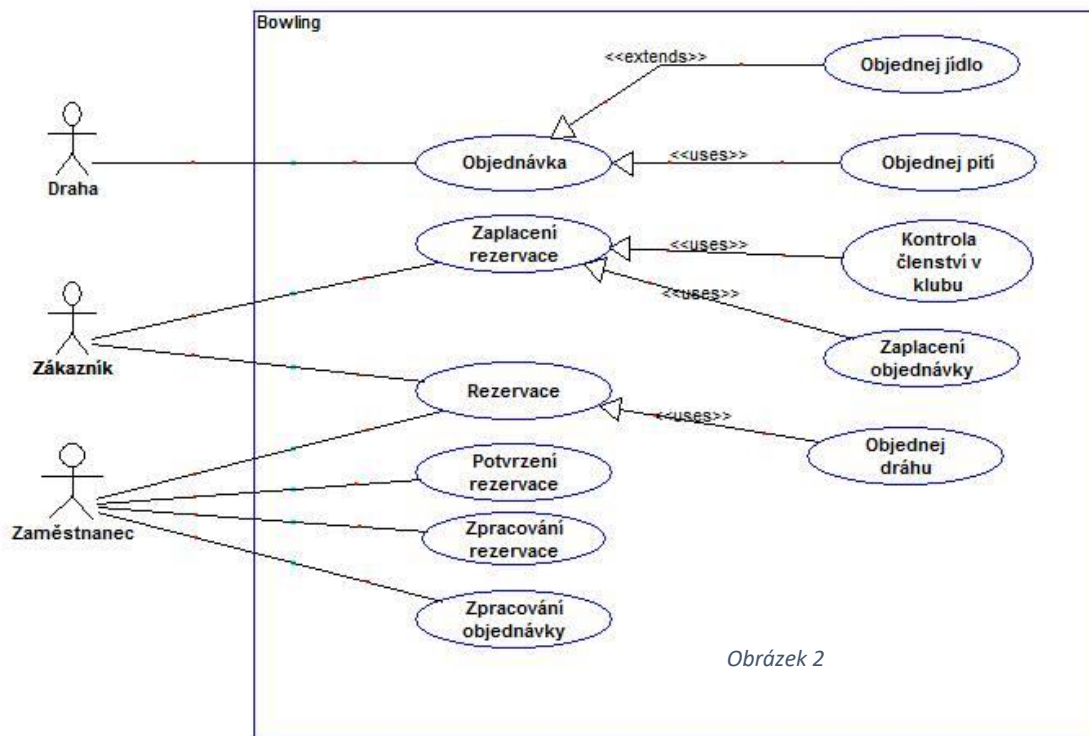 Bowling
<<extends>>
Objednej jídlo
Draha
Objednávka
<<uses>>
Objednej pití
Zaplacení
rezervace
<<uses>>
Kontrola
členství v
klubu
<<uses>>
Zaplacení
objednávky
Zákazník
Rezervace
<<uses>>
Objednej
dráhu
Zaměstnanec
Potvrzení
rezervace
Zpracování
rezervace
Zpracování
objednávky
Obrázek 2